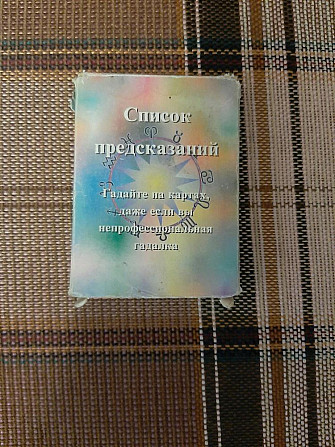 Список
предсказаний
Гадайте на картах,
даже если вы
непрофессиональная
гадалка